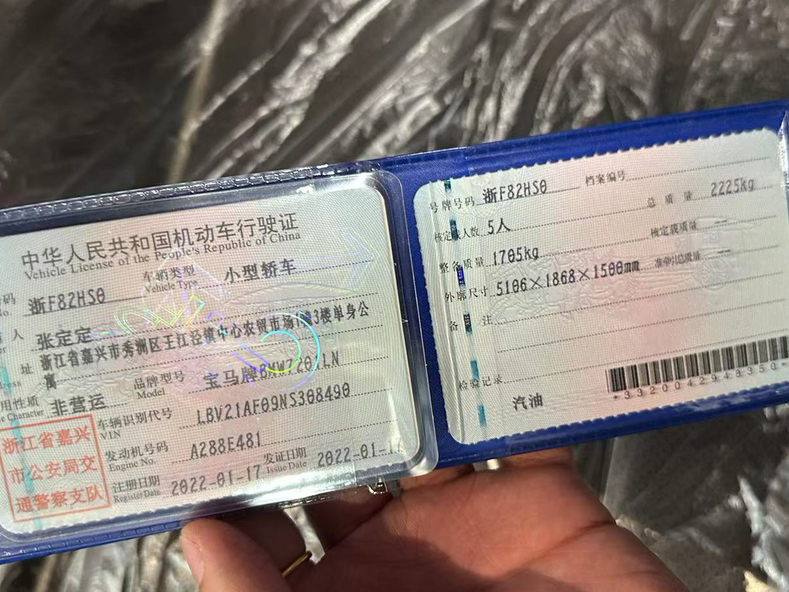 中华人民共和国机动车行驶证
Vehicle License of the People's Republic of China
浙F82HS0
车辆类型 小型轿车
Vehicle Type
人 张定定
址 浙江省嘉兴市秀洲区王江泾镇中心农贸市场 3楼单身公
寓
用性质 非营运
品牌型号 宝马牌
Model
车辆识别代号 LBV21AF09NS308490
VIN
浙江省嘉兴
市公安局交
通警察支队
发动机号码 A288E481
Engine No.
注册日期 2022-01-17
Register Date
发证日期 2022-01-
Issue Date
号牌号码 浙F82HS0 档案编号
核定载人数 5人 总质量 2225kg
整备质量 1705kg 核定载质量 --
外廓尺寸 5106×1868×1500mm 准牵引总质量 --
备注
检验记录
汽油